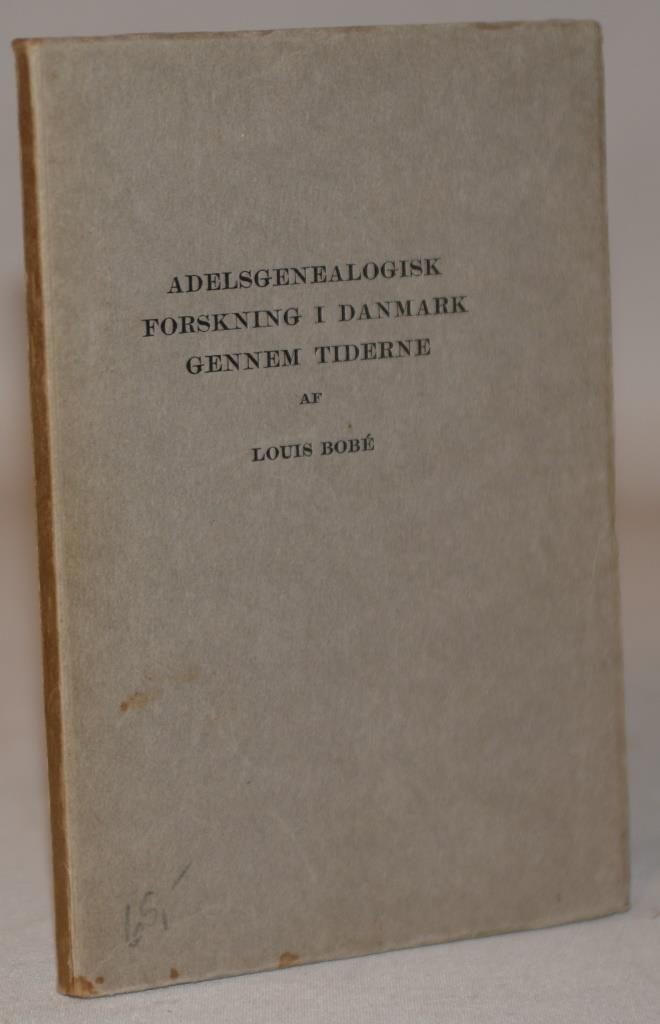 ADELSGENEALOGISK
FORSKNING I DANMARK
GENNEM TIDERNE
AF
LOUIS BOBÉ